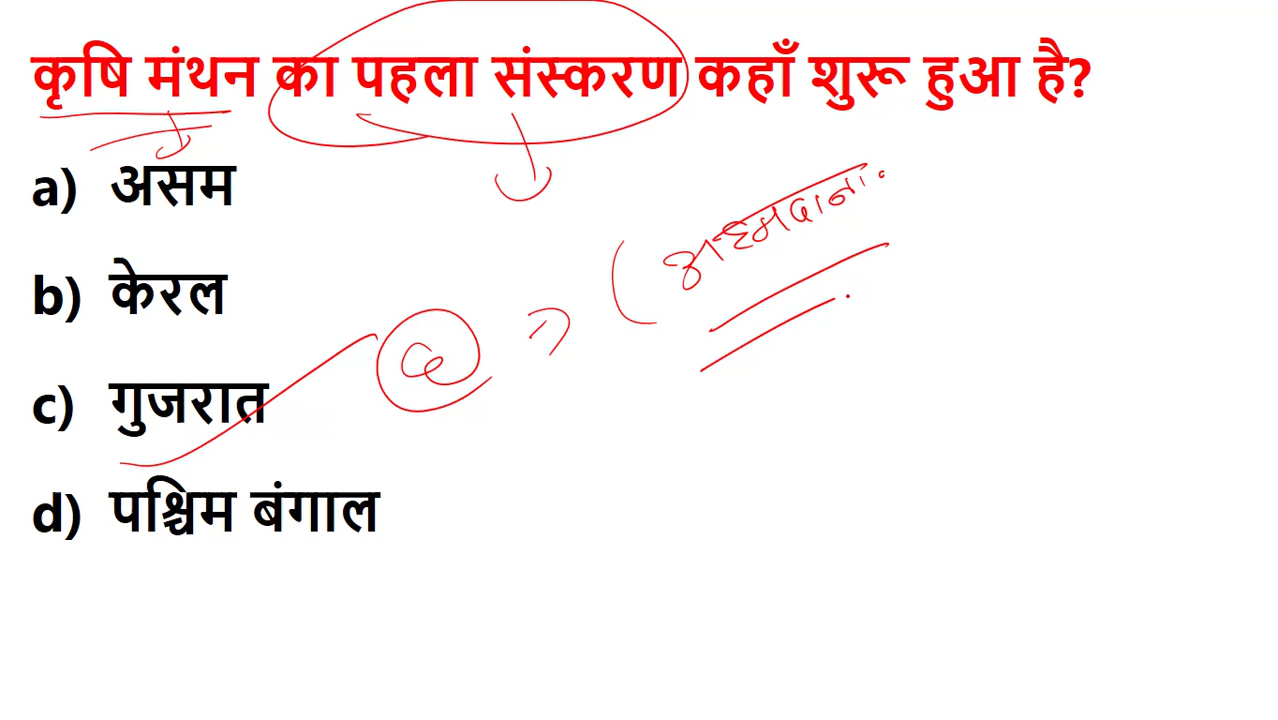 कृषि मंथन का पहला संस्करण कहाँ शुरू हुआ है?
a) असम
b) केरल
c) गुजरात
d) पश्चिम बंगाल